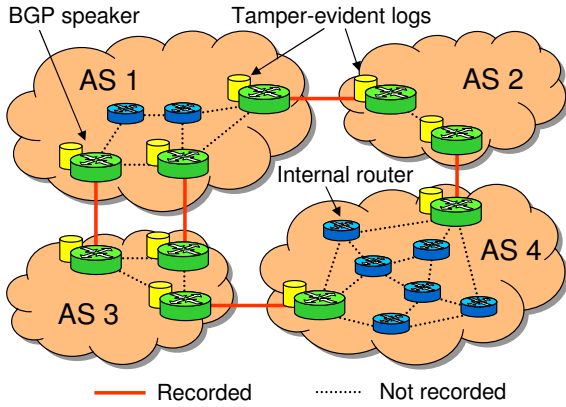 BGP speaker
Tamper-evident logs
AS 1
AS 2
Internal router
AS 4
AS 3
Recorded
Not recorded